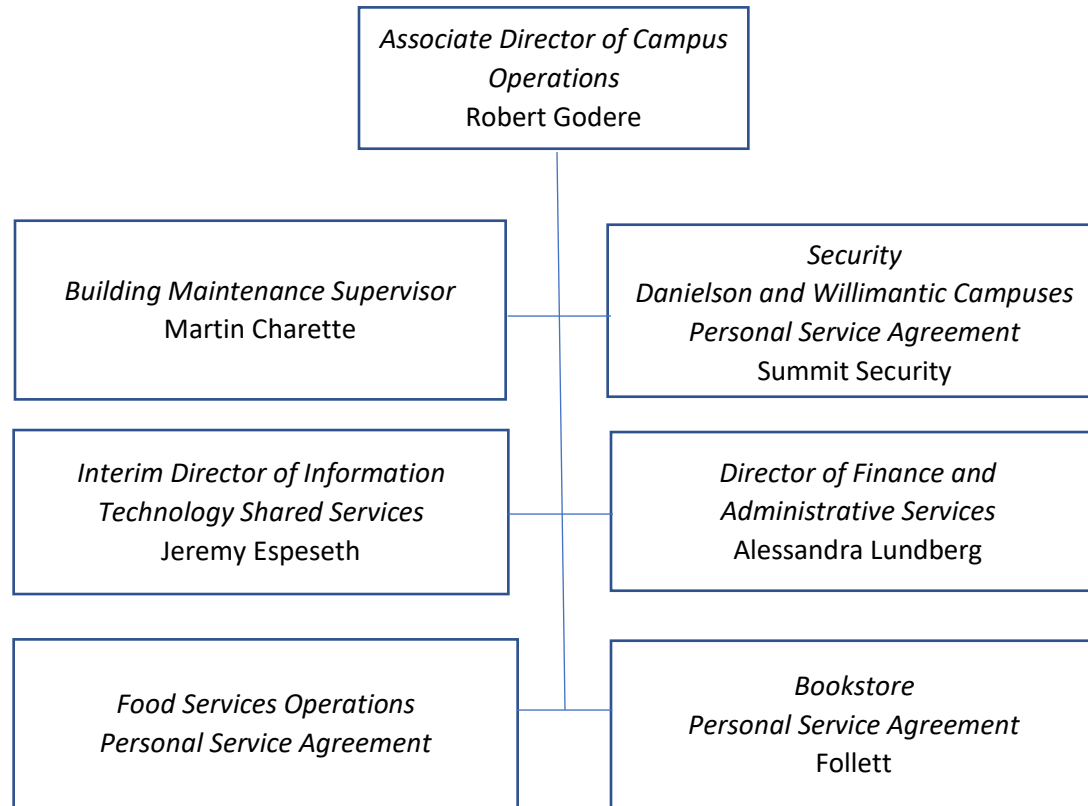 Associate Director of Campus
Operations
Robert Godere
Building Maintenance Supervisor
Martin Charette
Security
Danielson and Willimantic Campuses
Personal Service Agreement
Summit Security
Interim Director of Information
Technology Shared Services
Jeremy Espeseth
Director of Finance and
Administrative Services
Alessandra Lundberg
Food Services Operations
Personal Service Agreement
Bookstore
Personal Service Agreement
Follett